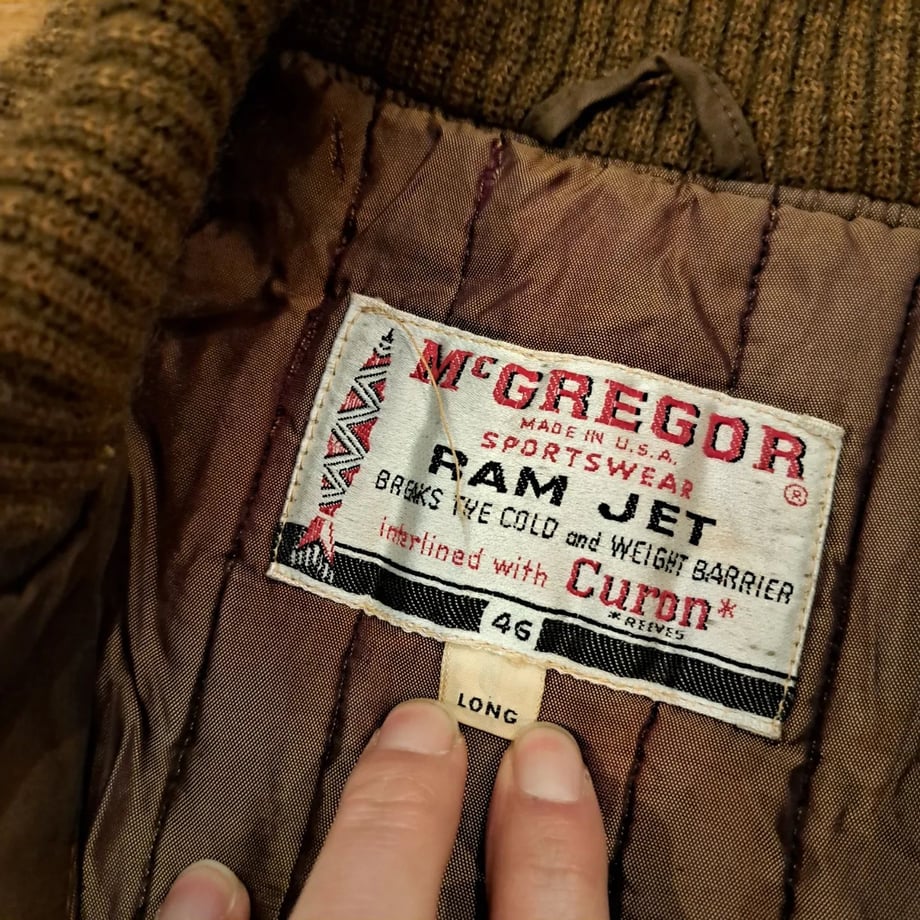 McGREGOR
®
MADE IN U.S.A.
SPORTSWEAR
RAM JET
BREAKS THE COLD and WEIGHT BARRIER
interlined with Curon*
*REEVES
46
LONG